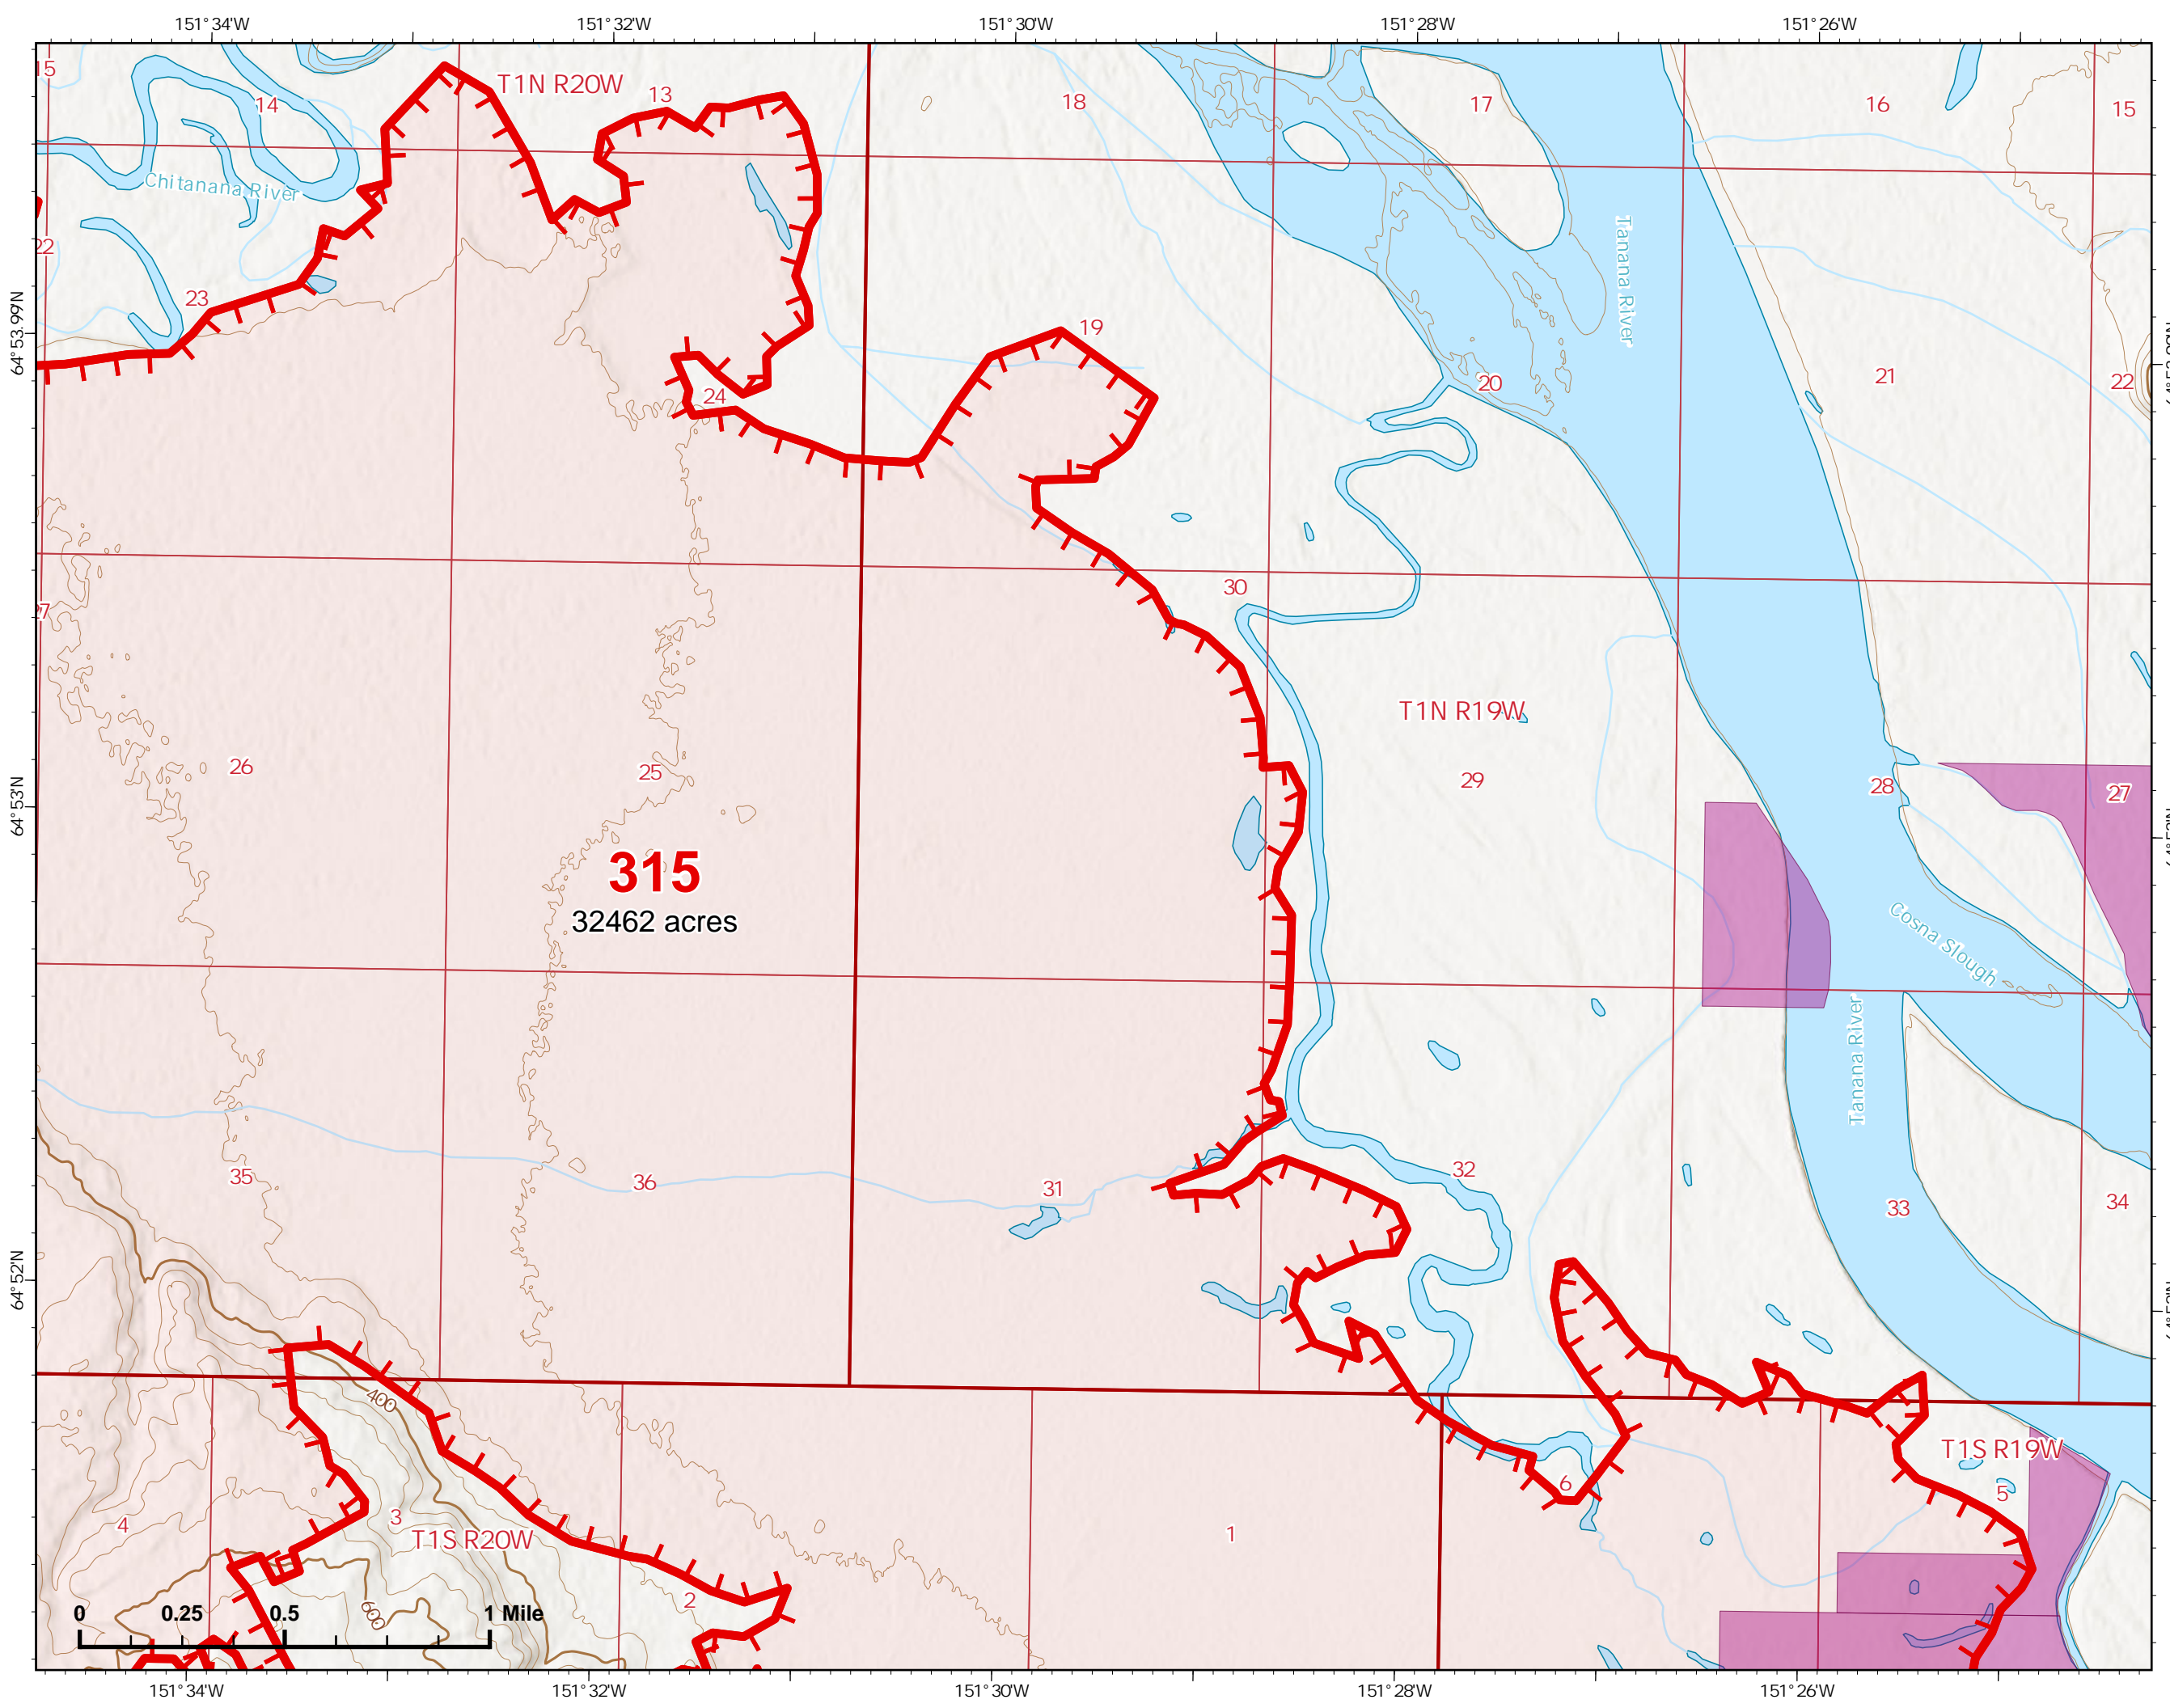 151°34'W 151°32'W 151°30'W 151°28'W 151°26'W
15 14 T1N R20W 13 18 17 16 15
Chitanana River
22 23 19
Tanana River
64°53.99'N
24 20 21 22
30
T1N R19W
26 25 29 28 27
64°53'N
315
32462 acres
Cosna Slough
Tanana River
35 36 31 32 33 34
64°52'N
400
T1S R19W
6 5
4 3 T1S R20W 1
2
600
0 0.25 0.5 1 Mile
151°34'W 151°32'W 151°30'W 151°28'W 151°26'W